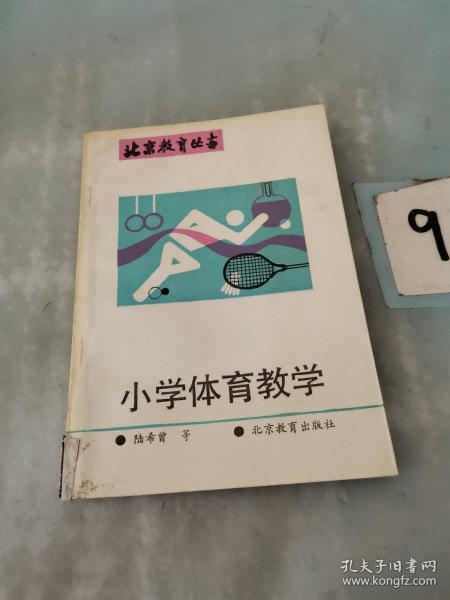 北京教育丛书
9
小学体育教学
陆希曾 等
北京教育出版社
孔夫子旧书网
www.kongfz.com